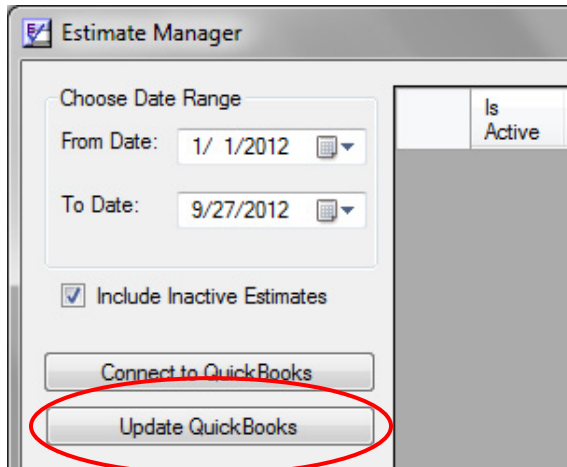 Estimate Manager
Choose Date Range
From Date: 1/ 1/2012
To Date: 9/27/2012
Include Inactive Estimates
Connect to QuickBooks
Update QuickBooks
Is
Active